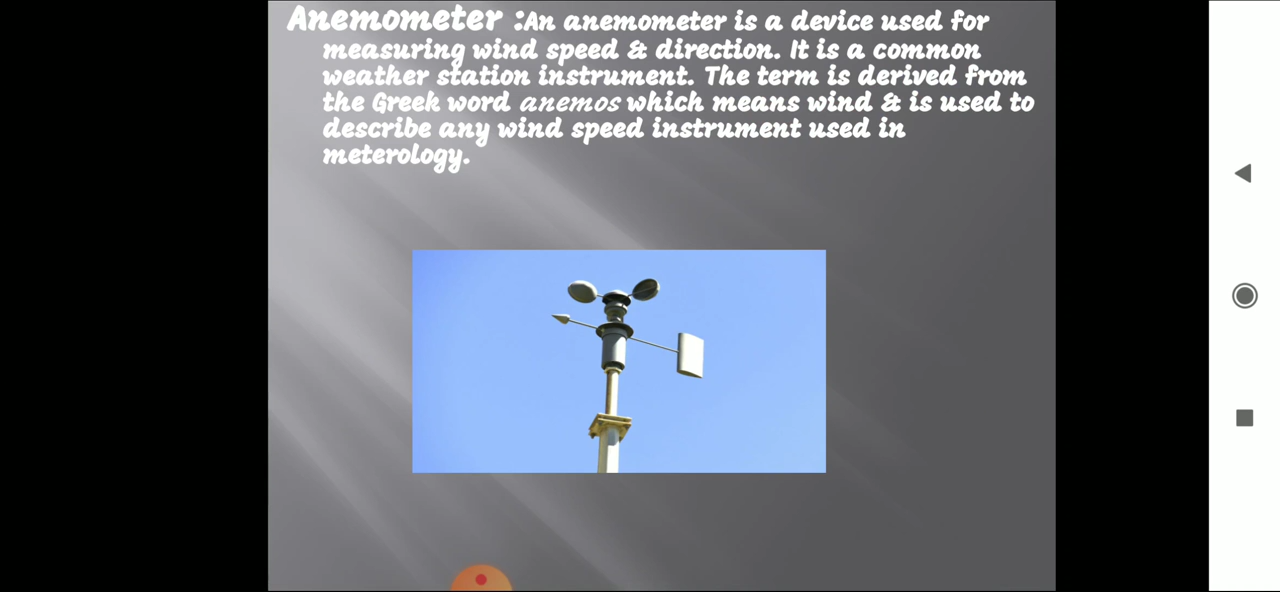 Anemometer :An anemometer is a device used for
measuring wind speed & direction. It is a common
weather station instrument. The term is derived from
the Greek word anemos which means wind & is used to
describe any wind speed instrument used in
meterology.